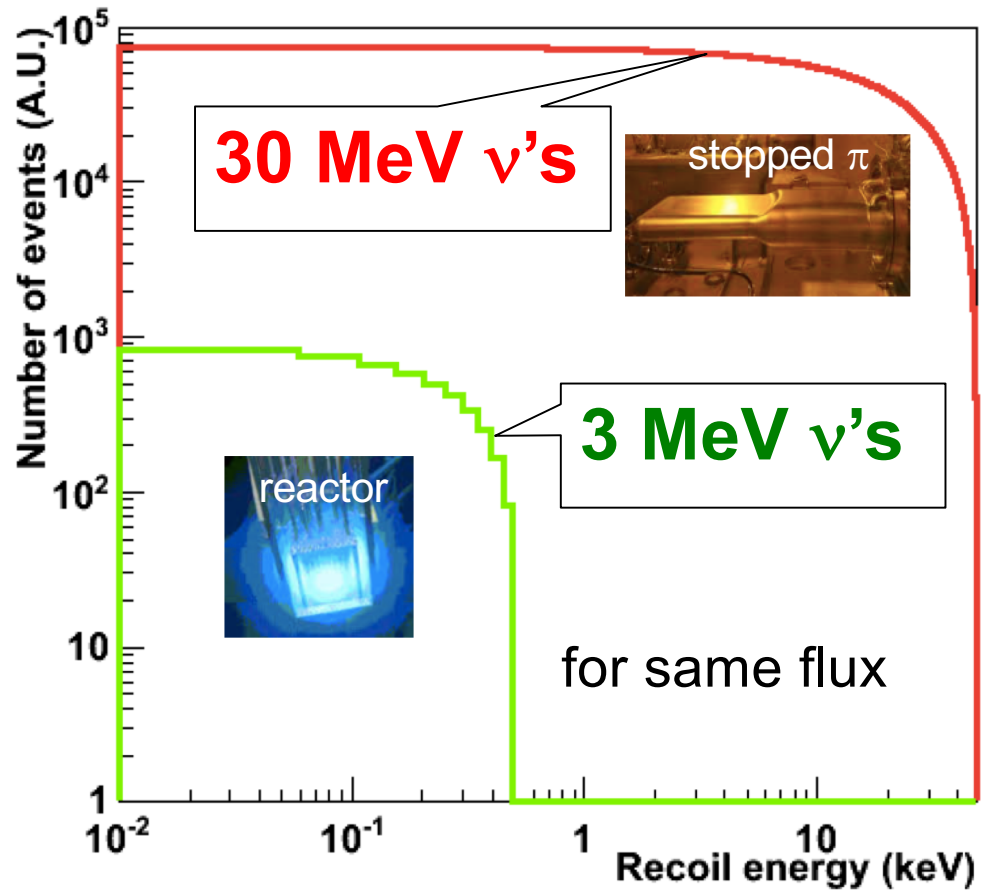 Number of events (A.U.)
10^5
10^4
10^3
10^2
10
1
30 MeV ν's
stopped π
3 MeV ν's
reactor
for same flux
10^-2
10^-1
1
10
Recoil energy (keV)